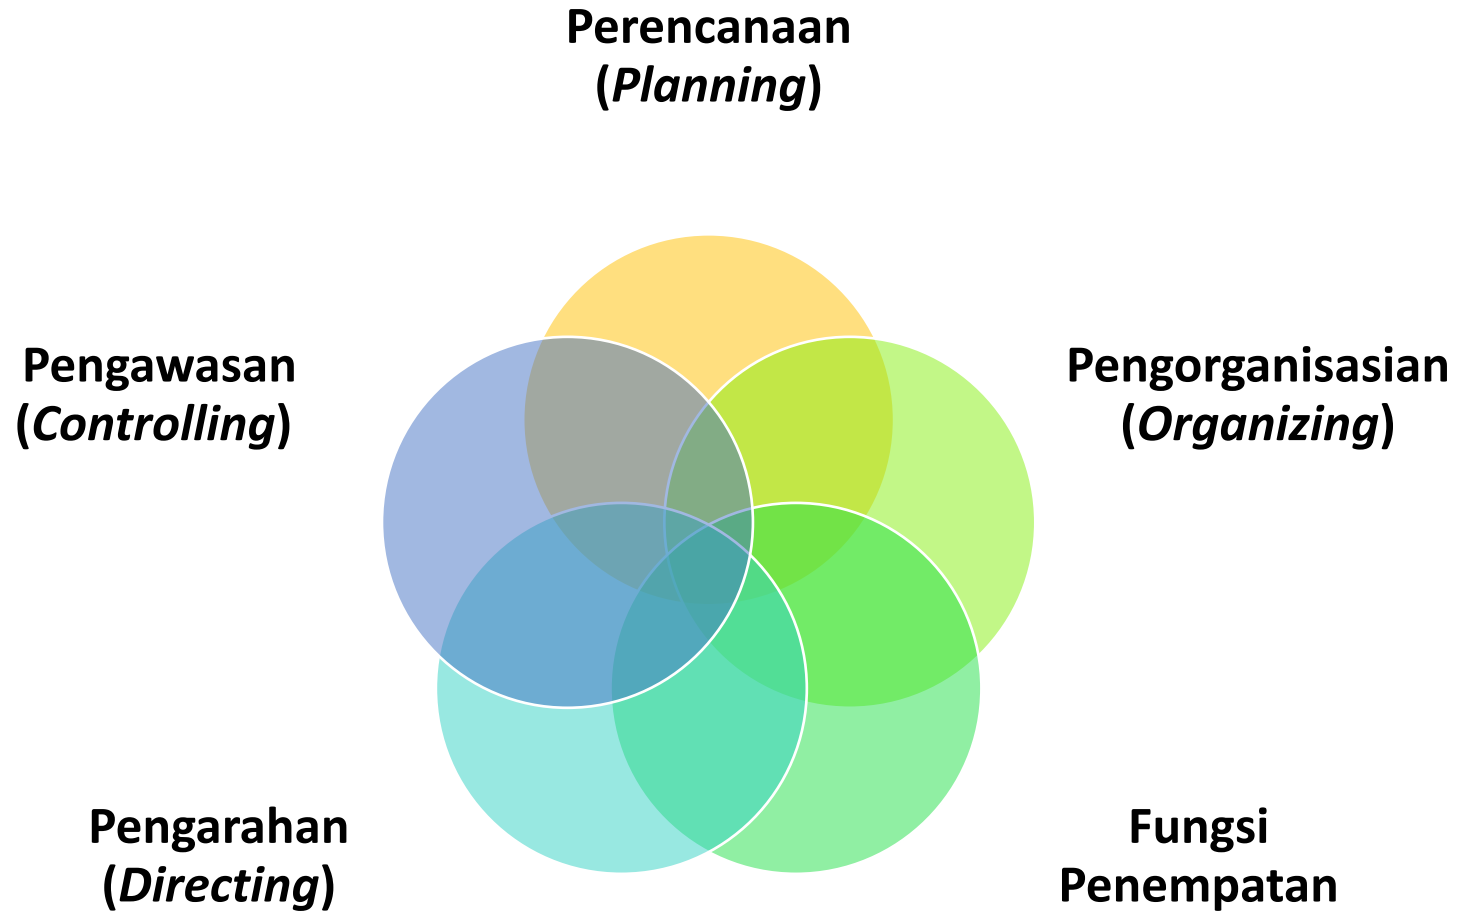 Perencanaan
(Planning)
Pengawasan
(Controlling)
Pengorganisasian
(Organizing)
Pengarahan
(Directing)
Fungsi
Penempatan